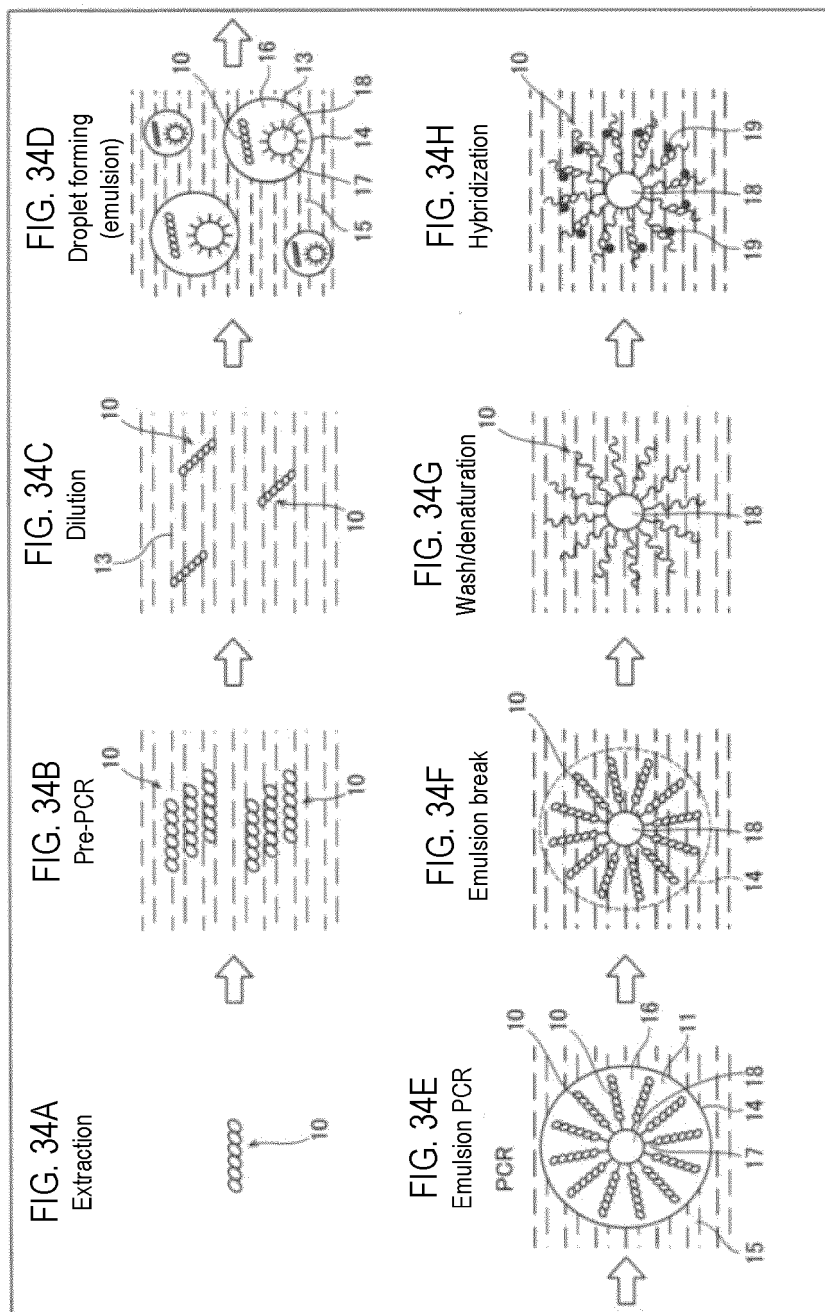 FIG. 34A
Extraction
10
FIG. 34B
Pre-PCR
10
10
FIG. 34C
Dilution
13
10
10
FIG. 34D
Droplet forming
(emulsion)
10
16
13
18
14
17
15
FIG. 34E
Emulsion PCR
PCR
10
10
16
11
18
14
17
15
FIG. 34F
Emulsion break
10
18
14
FIG. 34G
Wash/denaturation
10
18
FIG. 34H
Hybridization
10
19
18
19